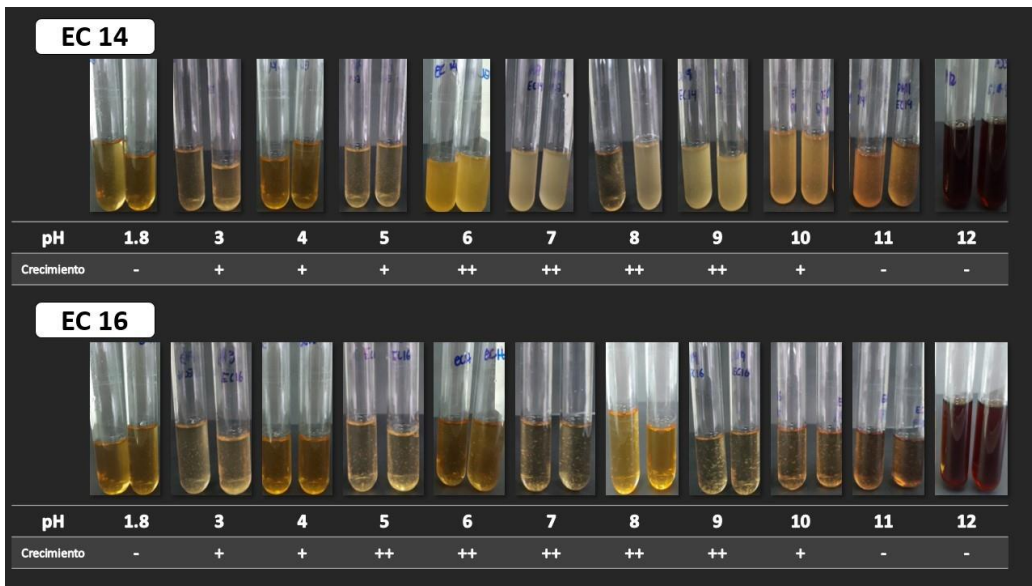 EC 14
pH 1.8 3 4 5 6 7 8 9 10 11 12
Crecimiento - + + + ++ ++ ++ ++ + - -
EC 16
pH 1.8 3 4 5 6 7 8 9 10 11 12
Crecimiento - + + ++ ++ ++ ++ ++ + - -